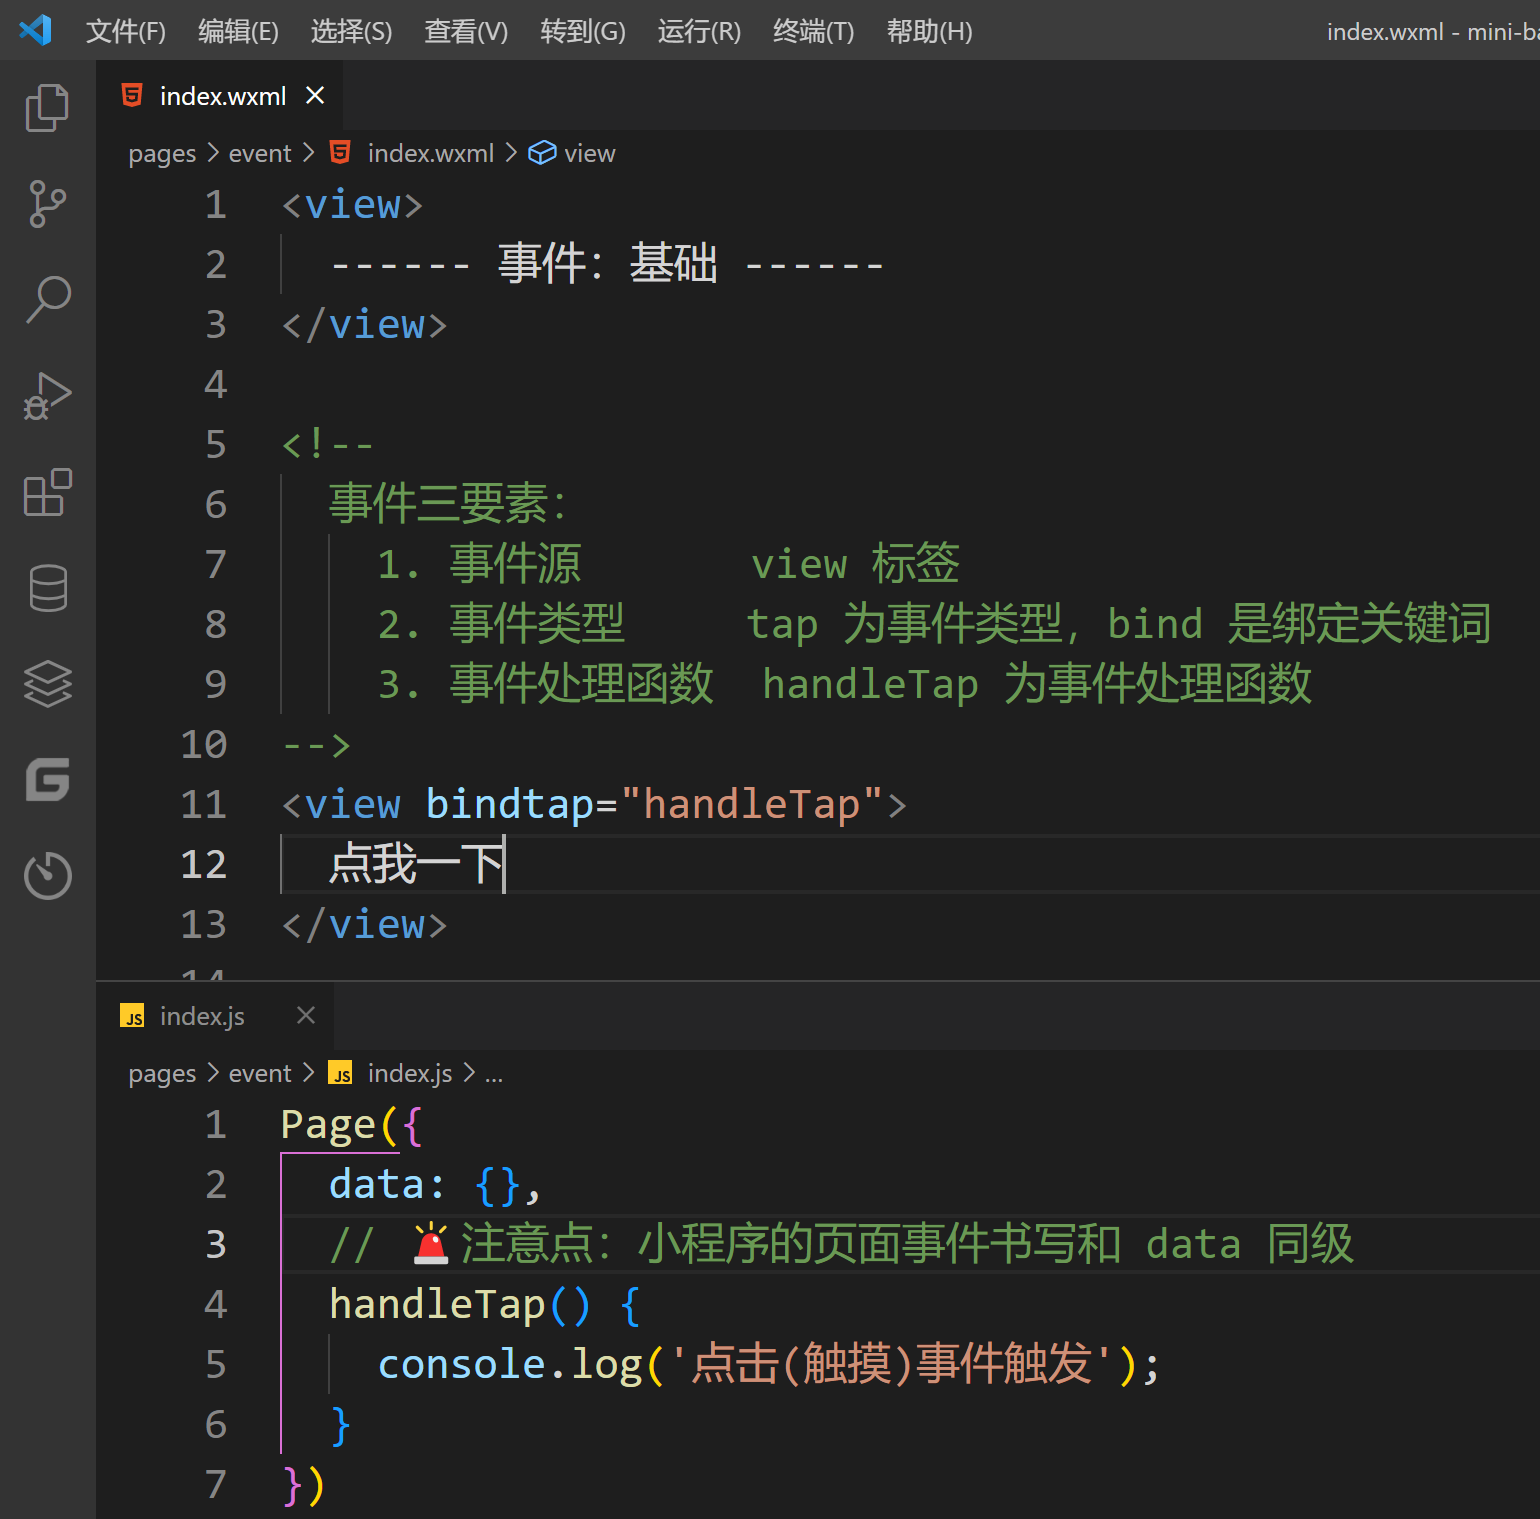 文件(F) 编辑(E) 选择(S) 查看(V) 转到(G) 运行(R) 终端(T) 帮助(H) index.wxml - mini-ba
index.wxml
pages > event > index.wxml > view
1 <view>
2 ------ 事件：基础 ------
3 </view>
4
5 <!--
6 事件三要素：
7 1. 事件源 view 标签
8 2. 事件类型 tap 为事件类型，bind 是绑定关键词
9 3. 事件处理函数 handleTap 为事件处理函数
10 -->
11 <view bindtap="handleTap">
12 点我一下
13 </view>
14
JS index.js
pages > event > JS index.js > ...
1 Page({
2 data: {},
3 // 🚨注意点：小程序的页面事件书写和 data 同级
4 handleTap() {
5 console.log('点击(触摸)事件触发');
6 }
7 })